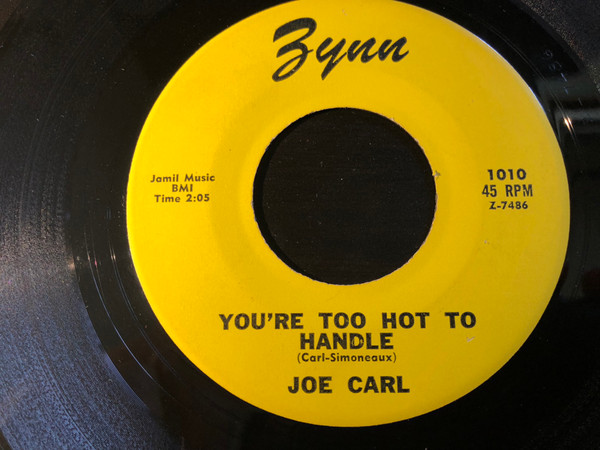 Zynn
Jamil Music
BMI
Time 2:05
1010
45 RPM
Z-7486
YOU'RE TOO HOT TO
HANDLE
(Carl-Simoneaux)
JOE CARL